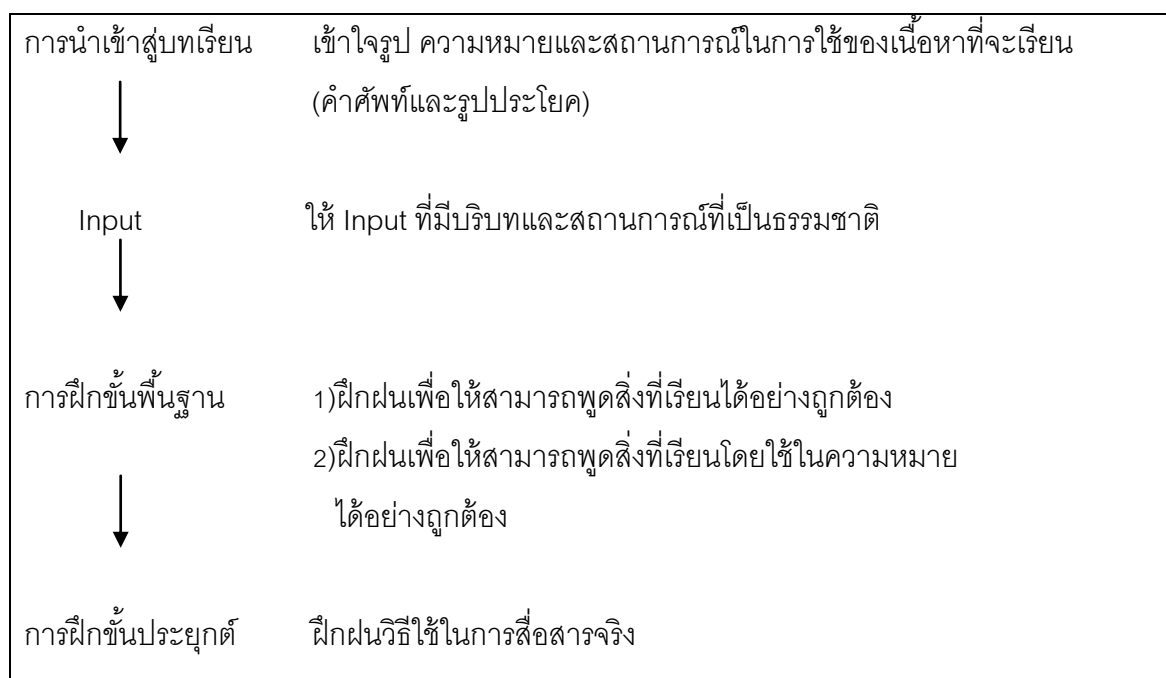 การนำเข้าสู่บทเรียน เข้าใจรูป ความหมายและสถานการณ์ในการใช้ของเนื้อหาที่จะเรียน
(คำศัพท์และรูปประโยค)
Input ให้ Input ที่มีบริบทและสถานการณ์ที่เป็นธรรมชาติ
การฝึกขั้นพื้นฐาน 1)ฝึกฝนเพื่อให้สามารถพูดสิ่งที่เรียนได้อย่างถูกต้อง
2)ฝึกฝนเพื่อให้สามารถพูดสิ่งที่เรียนโดยใช้ในความหมาย
ได้อย่างถูกต้อง
การฝึกขั้นประยุกต์ ฝึกฝนวิธีใช้ในการสื่อสารจริง